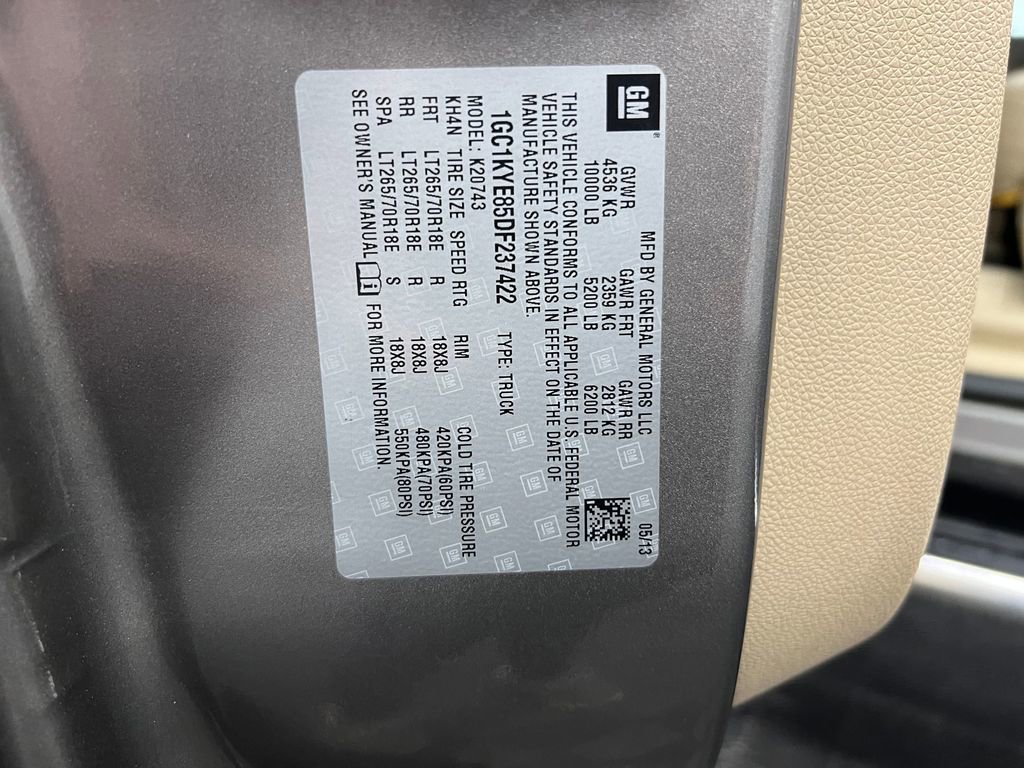 GM®
MFD BY GENERAL MOTORS LLC 05/13
GVWR GAWR FRT GAWR RR
4536 KG 2359 KG 2812 KG
10000 LB 5200 LB 6200 LB
THIS VEHICLE CONFORMS TO ALL APPLICABLE U.S. FEDERAL MOTOR
VEHICLE SAFETY STANDARDS IN EFFECT ON THE DATE OF
MANUFACTURE SHOWN ABOVE.
1GC1KYE85DF237422 TYPE: TRUCK
MODEL: K20743
KH4N TIRE SIZE SPEED RTG RIM COLD TIRE PRESSURE
FRT LT265/70R18E R 18X8J 420KPA(60PSI)
RR LT265/70R18E R 18X8J 480KPA(70PSI)
SPA LT265/70R18E S 18X8J 550KPA(80PSI)
SEE OWNER'S MANUAL i FOR MORE INFORMATION.